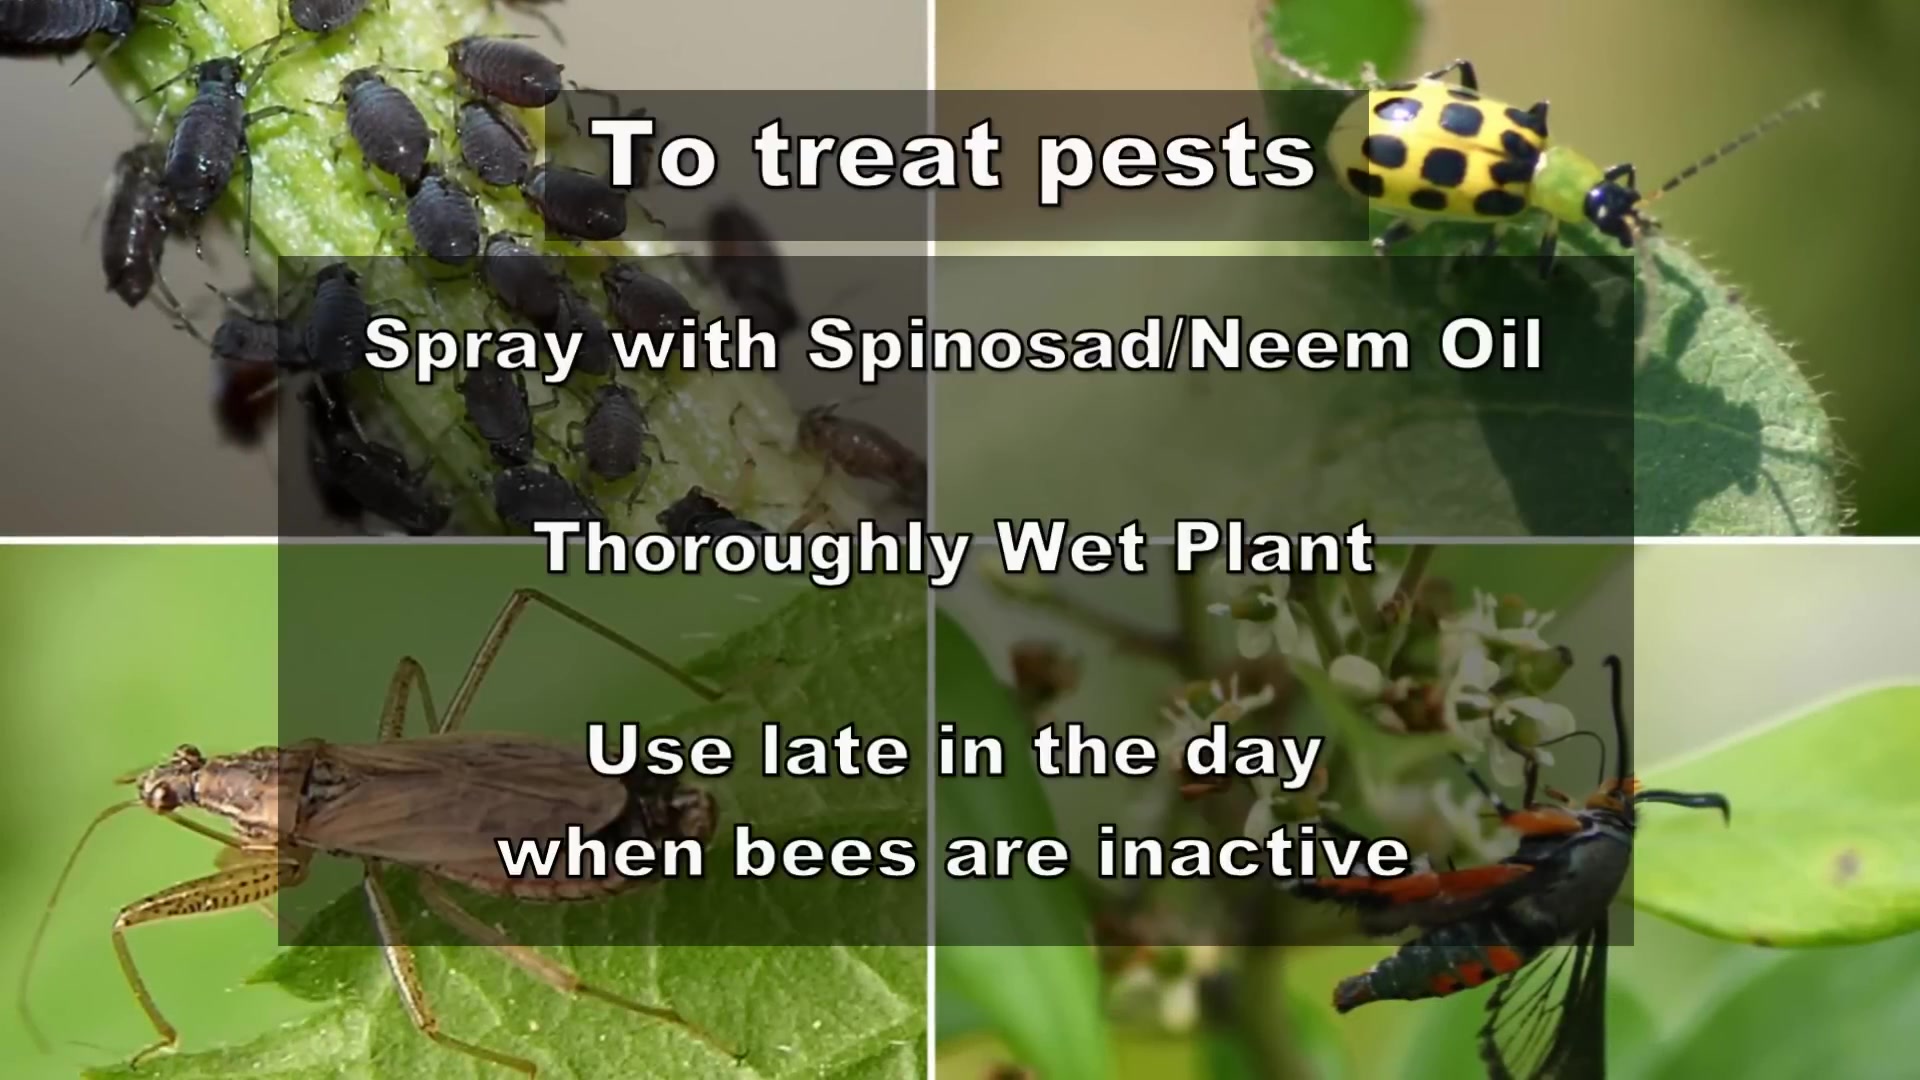 To treat pests
Spray with Spinosad/Neem Oil
Thoroughly Wet Plant
Use late in the day
when bees are inactive